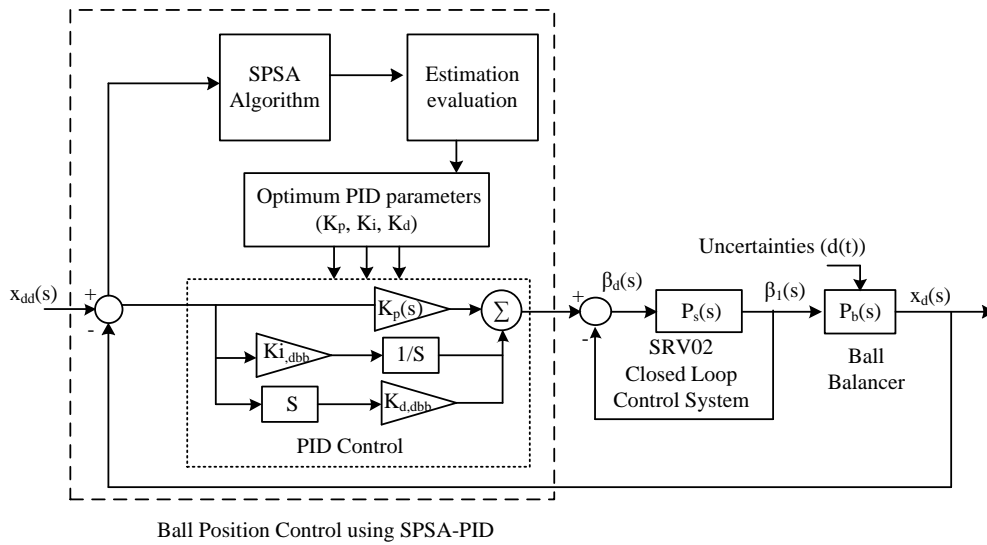 SPSA
Algorithm
Estimation
evaluation
Optimum PID parameters
(Kp, Ki, Kd)
Uncertainties (d(t))
xdd(s)
+
-
Kp(s)
Σ
Ki,dbb
1/S
S
Kd,dbb
PID Control
+
-
βd(s)
Ps(s)
β1(s)
Pb(s)
xd(s)
SRV02
Closed Loop
Control System
Ball
Balancer
Ball Position Control using SPSA-PID